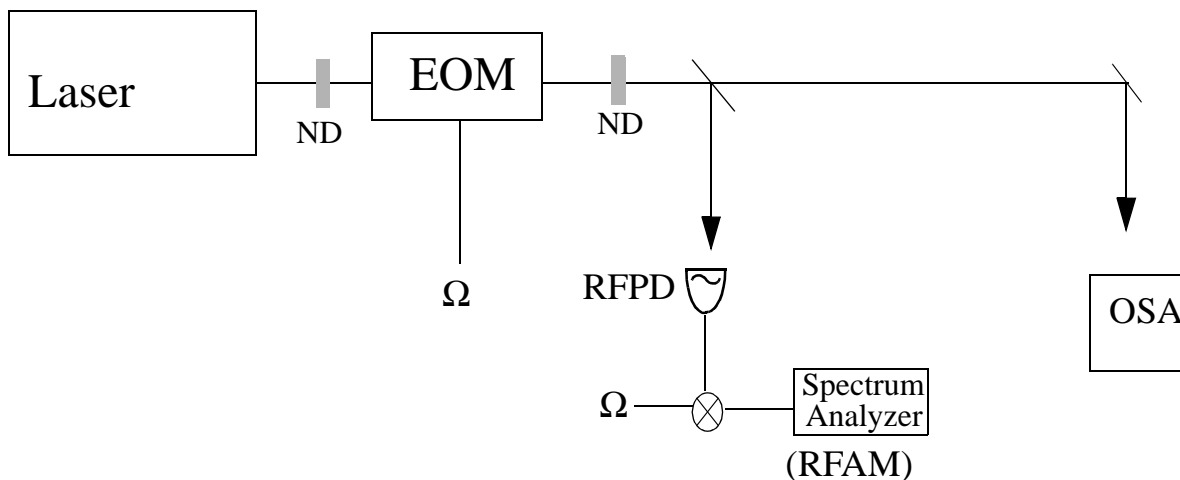 Laser
ND
EOM
ND
Ω
RFPD
OSA
Ω
Spectrum
Analyzer
(RFAM)